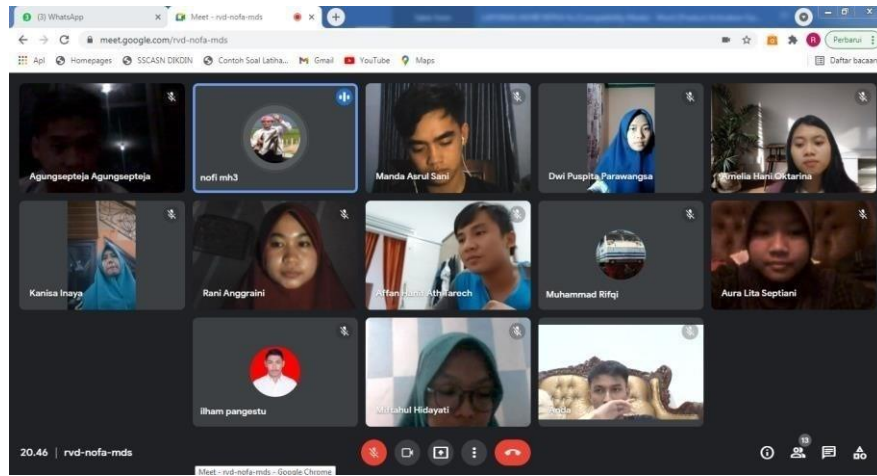 (3) WhatsApp
Meet - rvd-nofa-mds
meet.google.com/rvd-nofa-mds
Perbarui
Apl Homepages SSCASN DIKDIN Contoh Soal Latiha... Gmail YouTube Maps Daftar bacaan
Agungsepteja Agungsepteja
nofi mh3
Manda Asrul Sani
Dwi Puspita Parawangsa
Amelia Hani Oktarina
Kanisa Inaya
Rani Anggraini
Affan Hanif Ath Tarech
Muhammad Rifqi
Aura Lita Septiani
ilham pangestu
Miftahul Hidayati
Anda
20.46 | rvd-nofa-mds
13
Meet - rvd-nofa-mds - Google Chrome